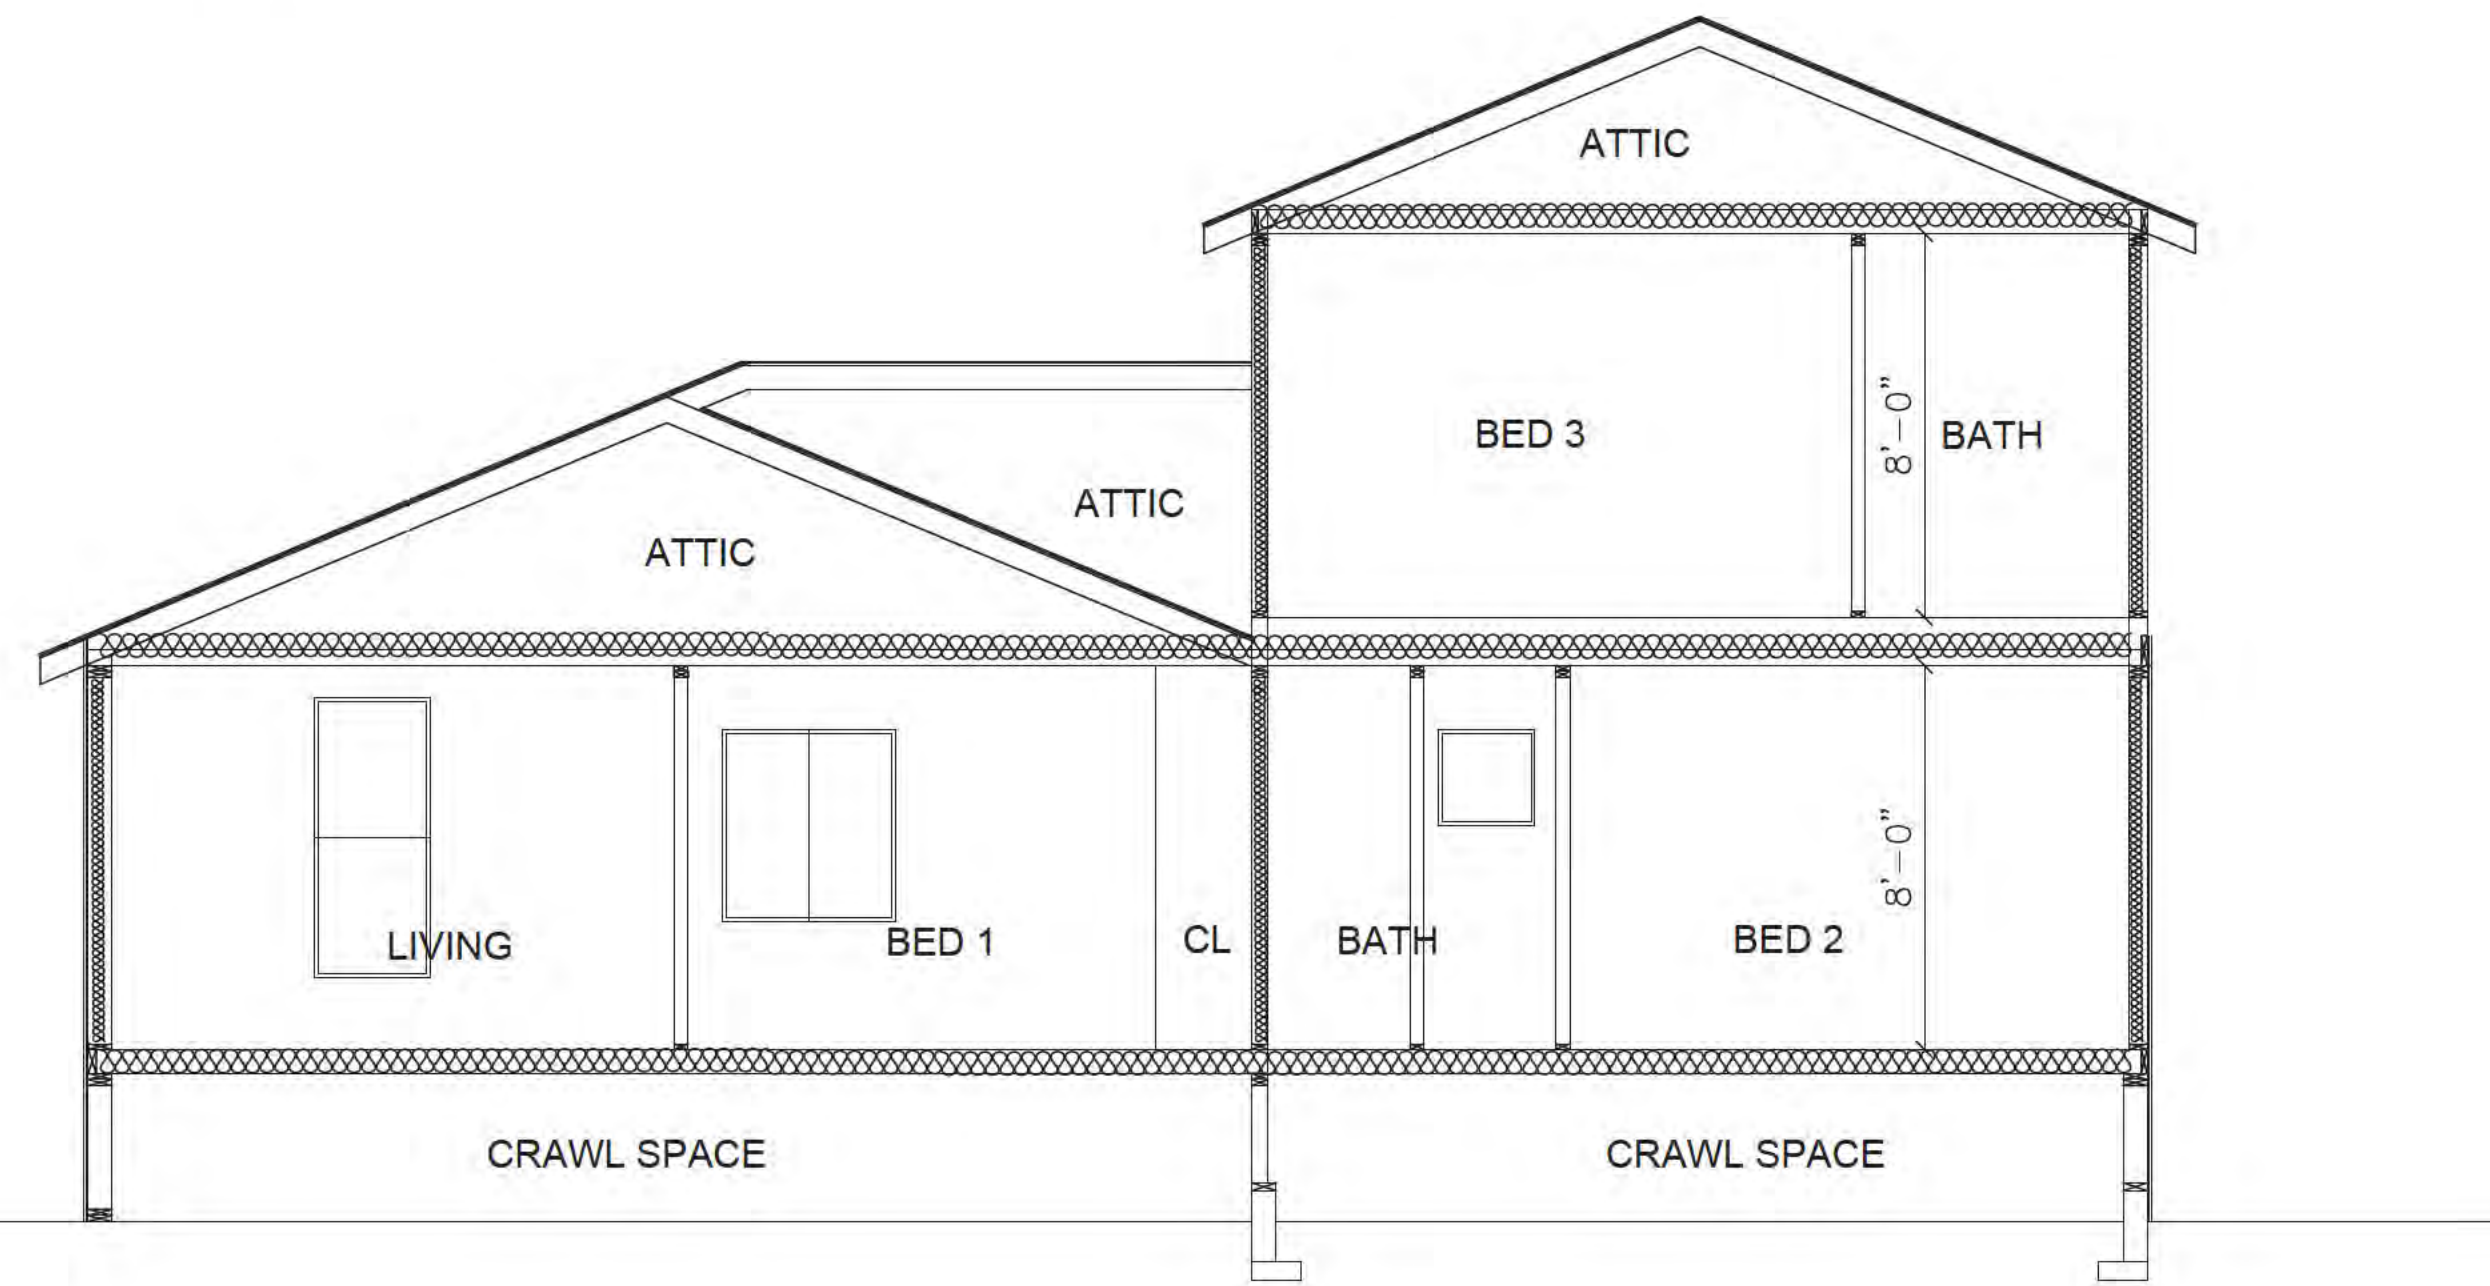 ATTIC
BED 3
8'-0"
BATH
ATTIC
ATTIC
LIVING
BED 1
CL
BATH
BED 2
8'-0"
CRAWL SPACE
CRAWL SPACE